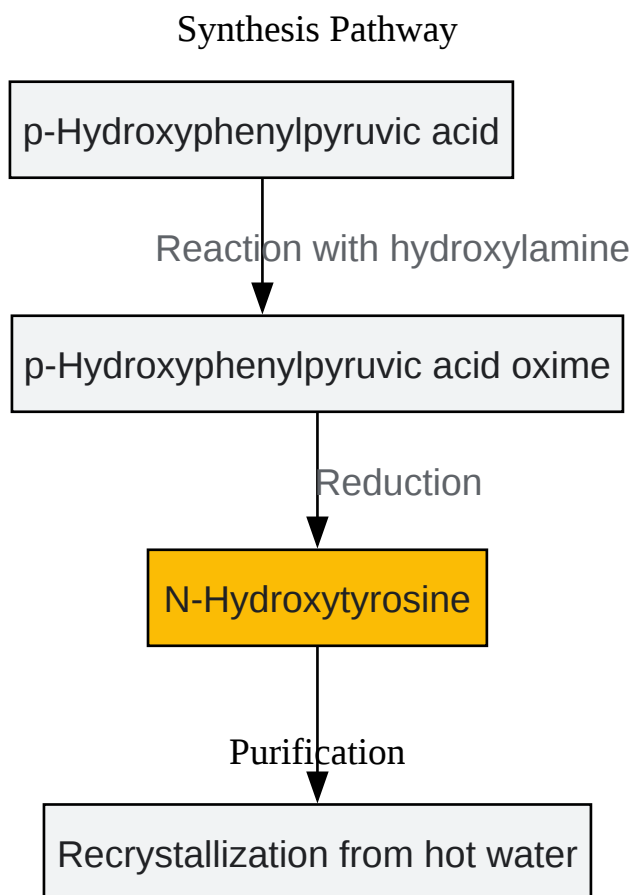 Synthesis Pathway
p-Hydroxyphenylpyruvic acid
Reaction with hydroxylamine
p-Hydroxyphenylpyruvic acid oxime
Reduction
N-Hydroxytyrosine
Purification
Recrystallization from hot water